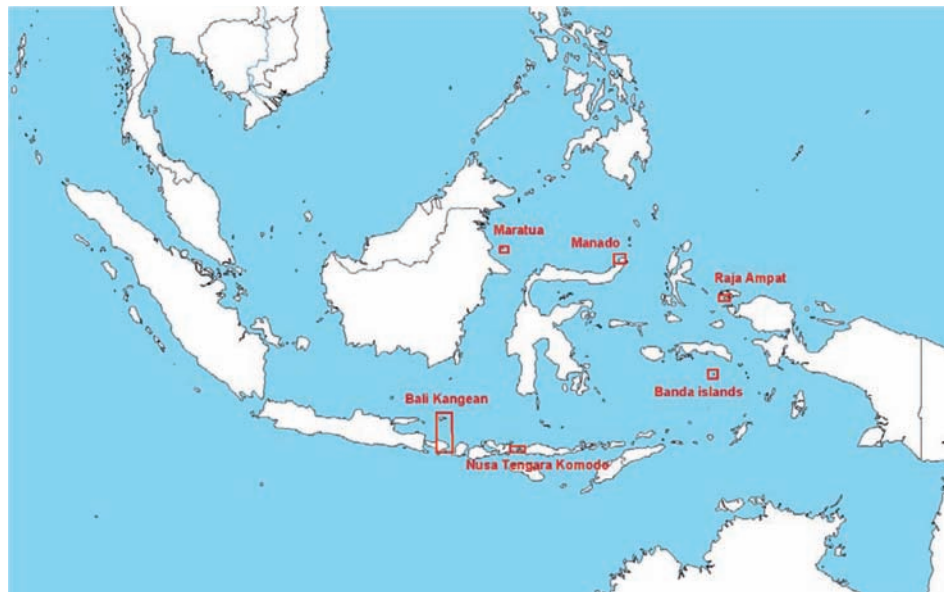 Maratua
Manado
Raja Ampat
Banda islands
Bali Kangean
Nusa Tengara Komodo